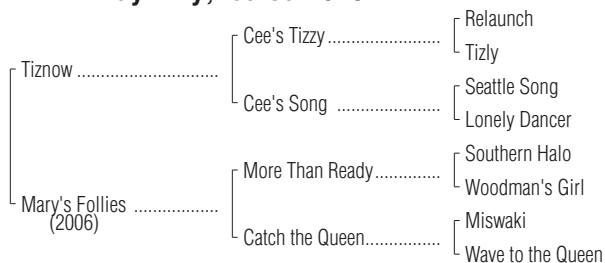 Relaunch
Cee's Tizzy
Tizly
Tiznow
Seattle Song
Cee's Song
Lonely Dancer
Southern Halo
More Than Ready
Woodman's Girl
Mary's Follies
(2006)
Miswaki
Catch the Queen
Wave to the Queen